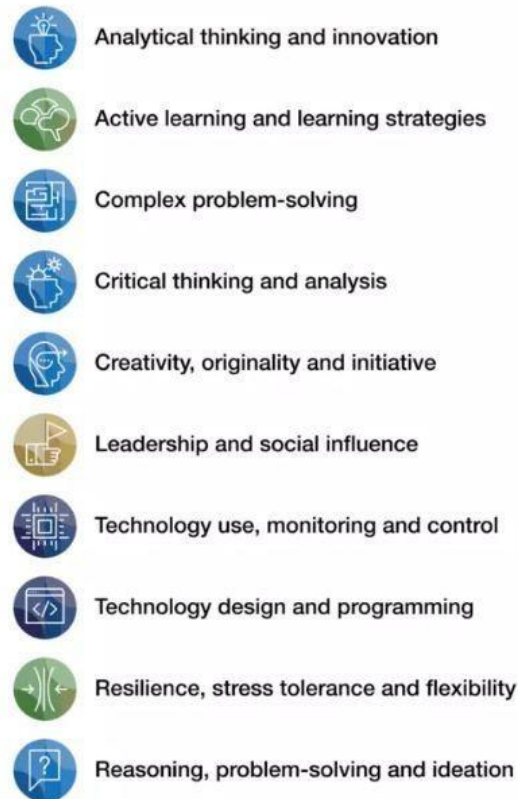 Analytical thinking and innovation
Active learning and learning strategies
Complex problem-solving
Critical thinking and analysis
Creativity, originality and initiative
Leadership and social influence
Technology use, monitoring and control
</> Technology design and programming
Resilience, stress tolerance and flexibility
? Reasoning, problem-solving and ideation